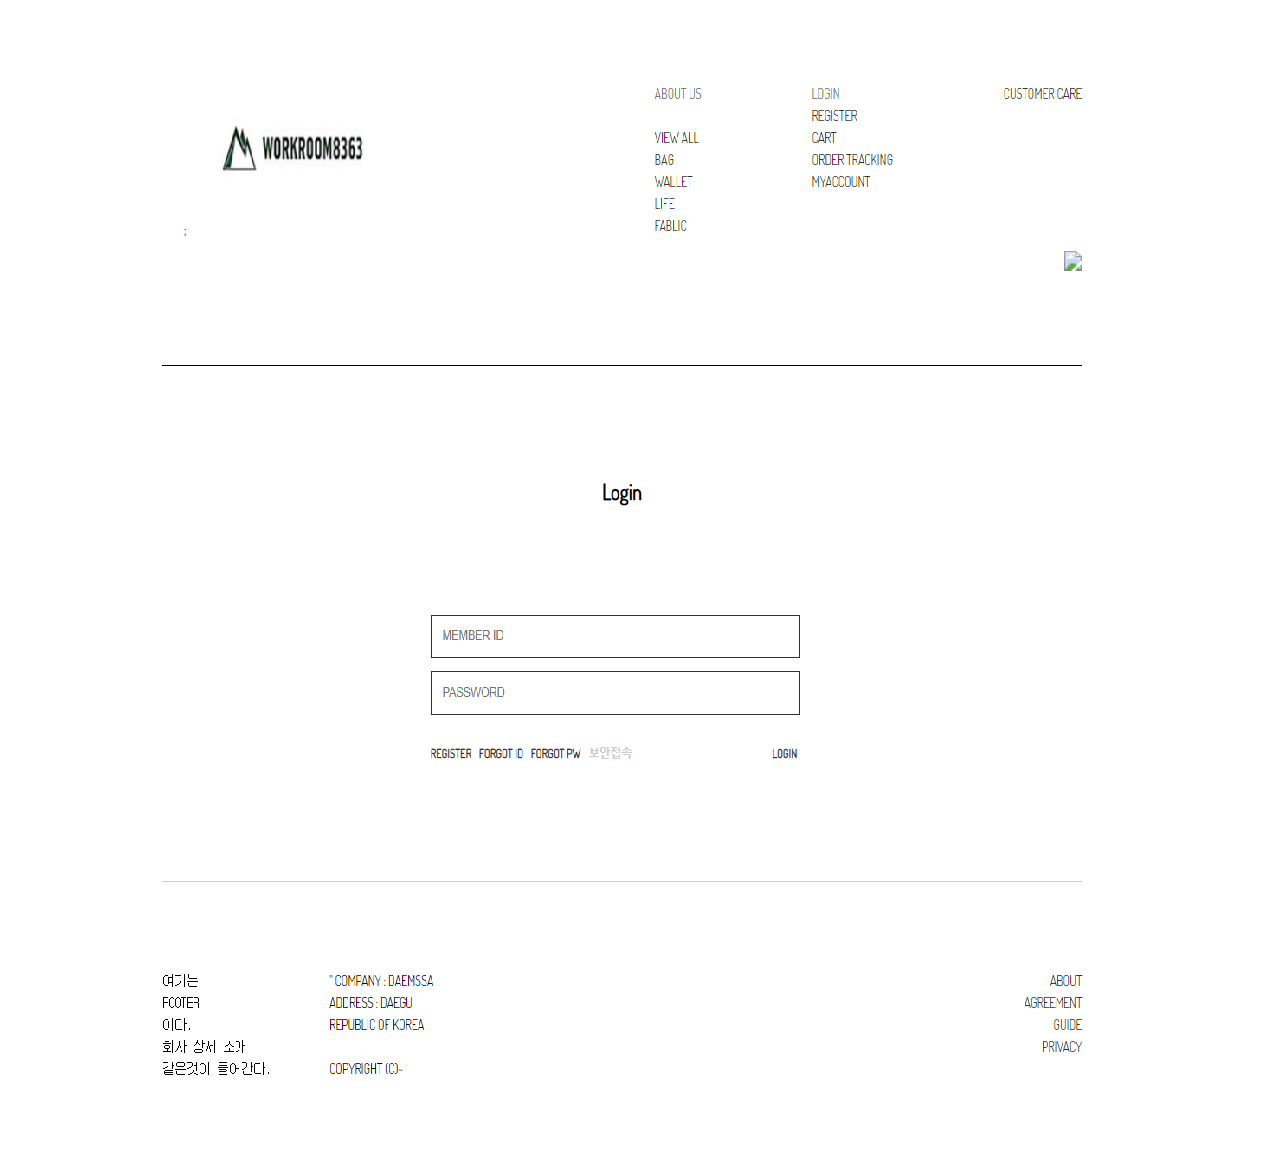 WORKROOM8363
;
ABOUT US
VIEW ALL
BAG
WALLET
LIFE
FABLIC
LOGIN
REGISTER
CART
ORDER TRACKING
MYACCOUNT
CUSTOMER CARE
Login
MEMBER ID
PASSWORD
REGISTER FORGOT ID FORGOT PW 보안접속 LOGIN
여기는
FOOTER
이다.
회사 상세 소개
같은것이 들어간다.
" COMPANY : DAEMSSA
ADDRESS : DAEGU
REPUBLIC OF KOREA
COPYRIGHT (C)~
ABOUT
AGREEMENT
GUIDE
PRIVACY